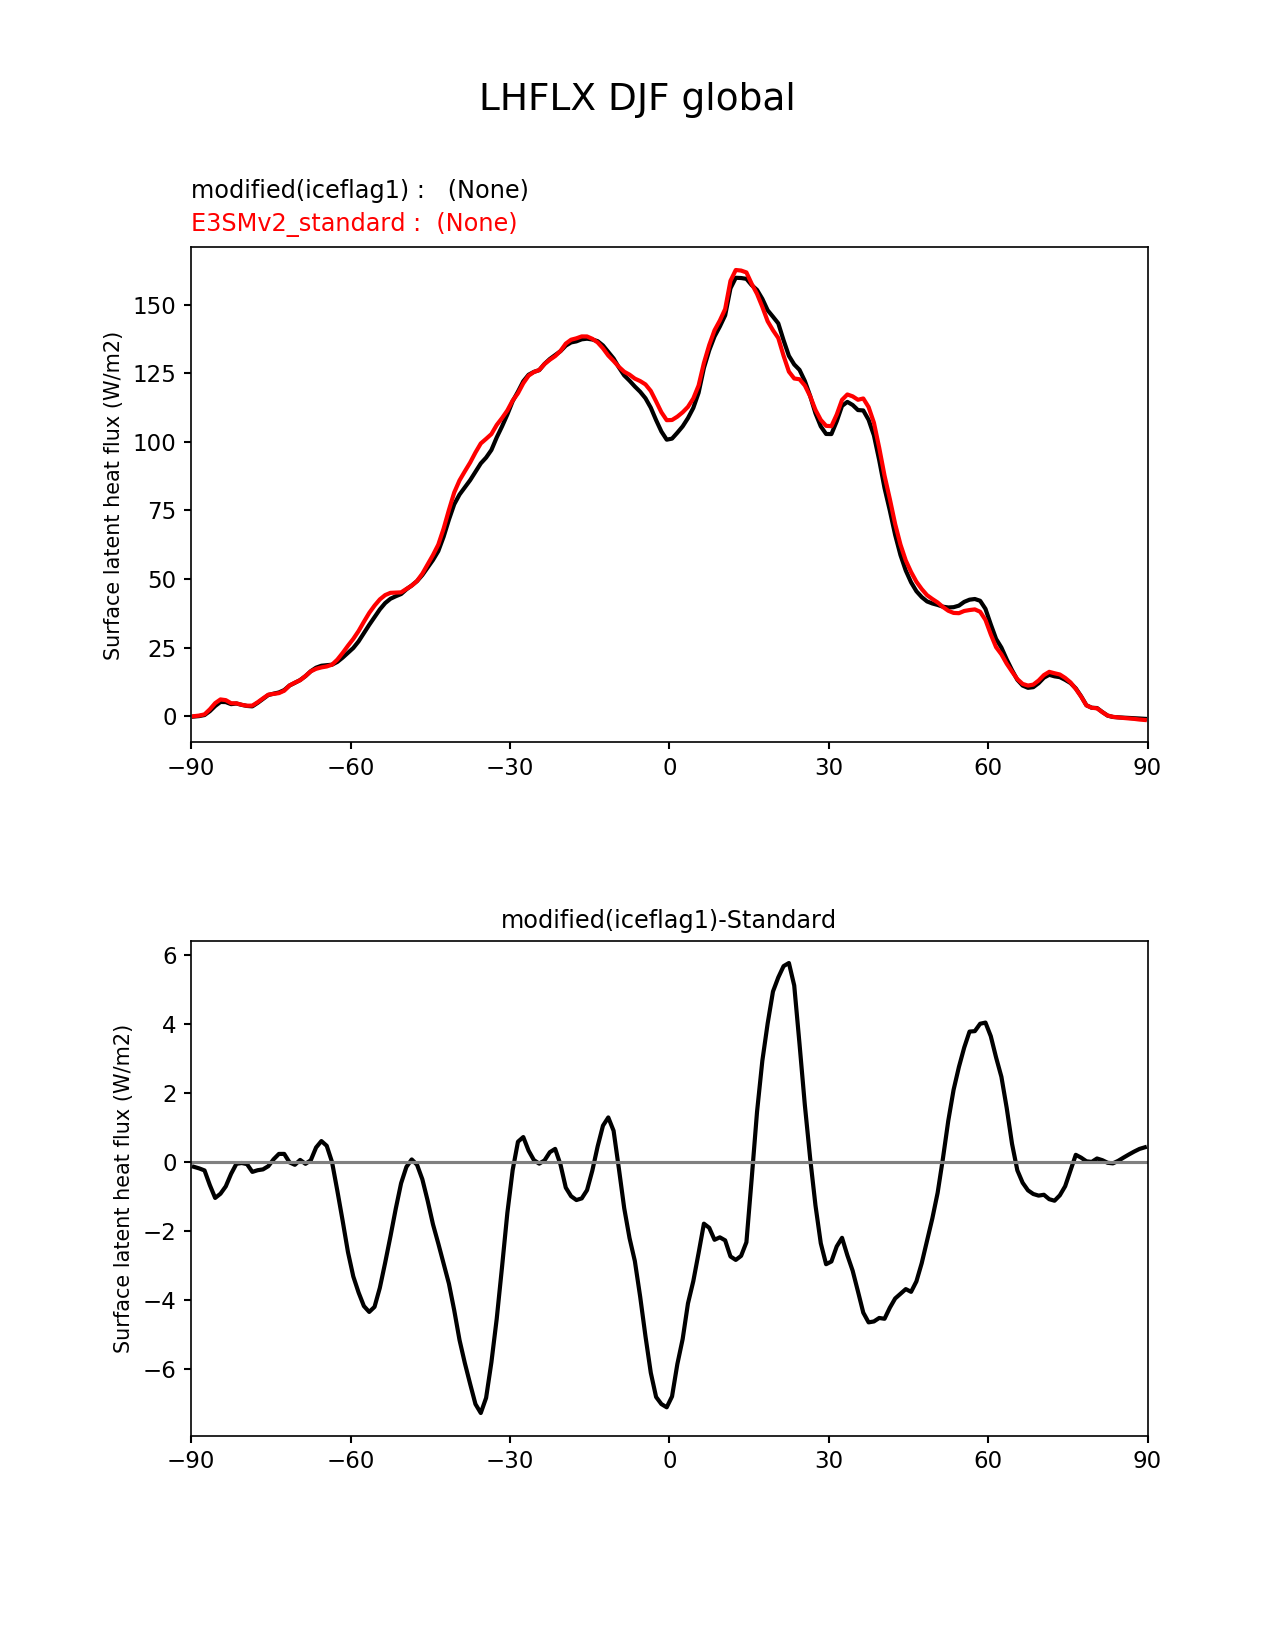 LHFLX DJF global
modified(iceflag1) :   (None)
E3SMv2_standard :  (None)
Surface latent heat flux (W/m2)
150
125
100
75
50
25
0
−90 −60 −30 0 30 60 90
modified(iceflag1)-Standard
Surface latent heat flux (W/m2)
6
4
2
0
−2
−4
−6
−90 −60 −30 0 30 60 90